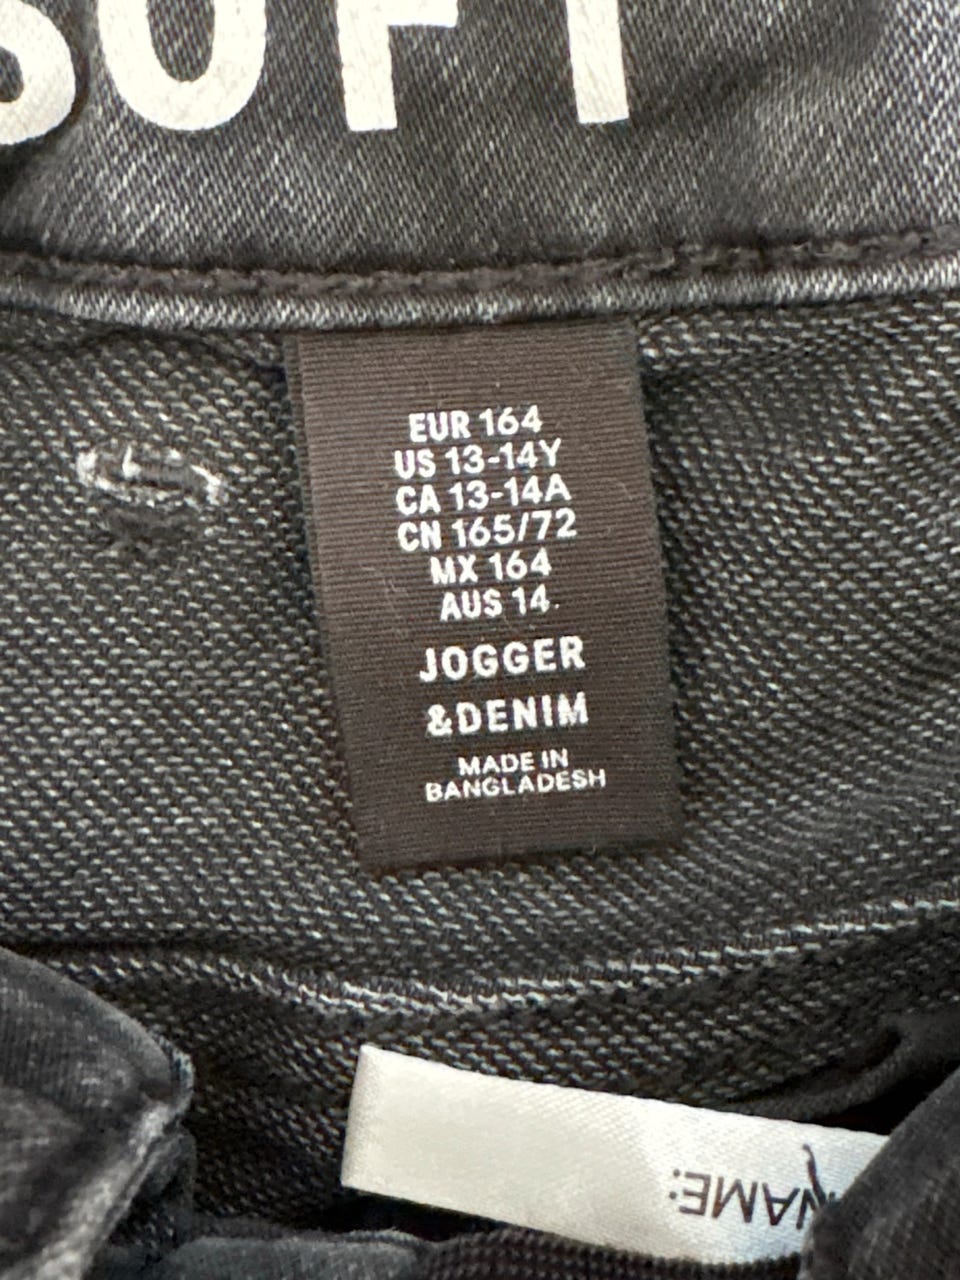 SOFT
EUR 164
US 13-14Y
CA 13-14A
CN 165/72
MX 164
AUS 14
JOGGER
&DENIM
MADE IN
BANGLADESH
NAME: